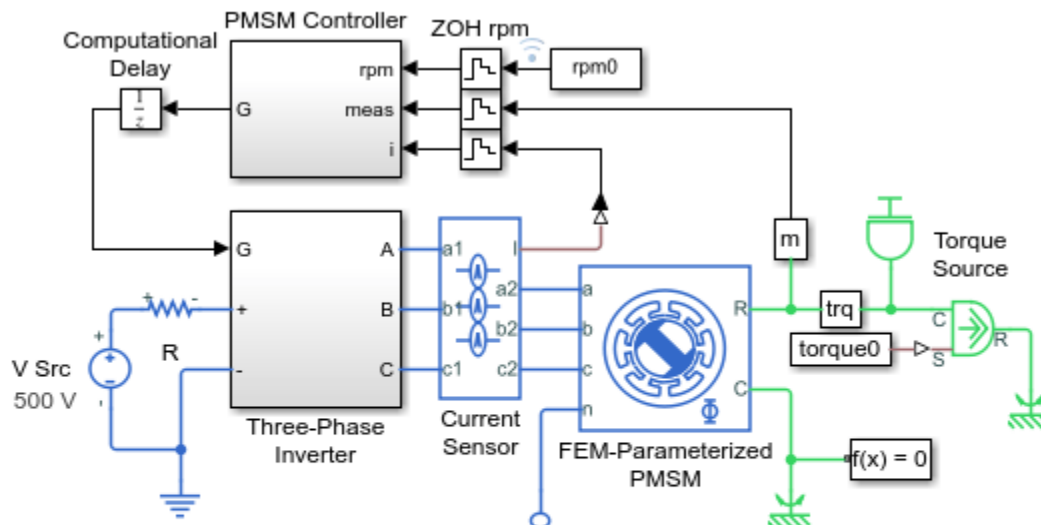 PMSM Controller
ZOH rpm
Computational
Delay
rpm
rpm0
1
z
G
meas
i
G
A
a1
I
m
Torque
Source
a2
a
+
-
+
B
b1
b2
b
R
trq
C
R
torque0
S
V Src
500 V
+
-
R
-
C
c1
c2
c
n
C
Φ
Three-Phase
Inverter
Current
Sensor
FEM-Parameterized
PMSM
f(x) = 0
A
A
A